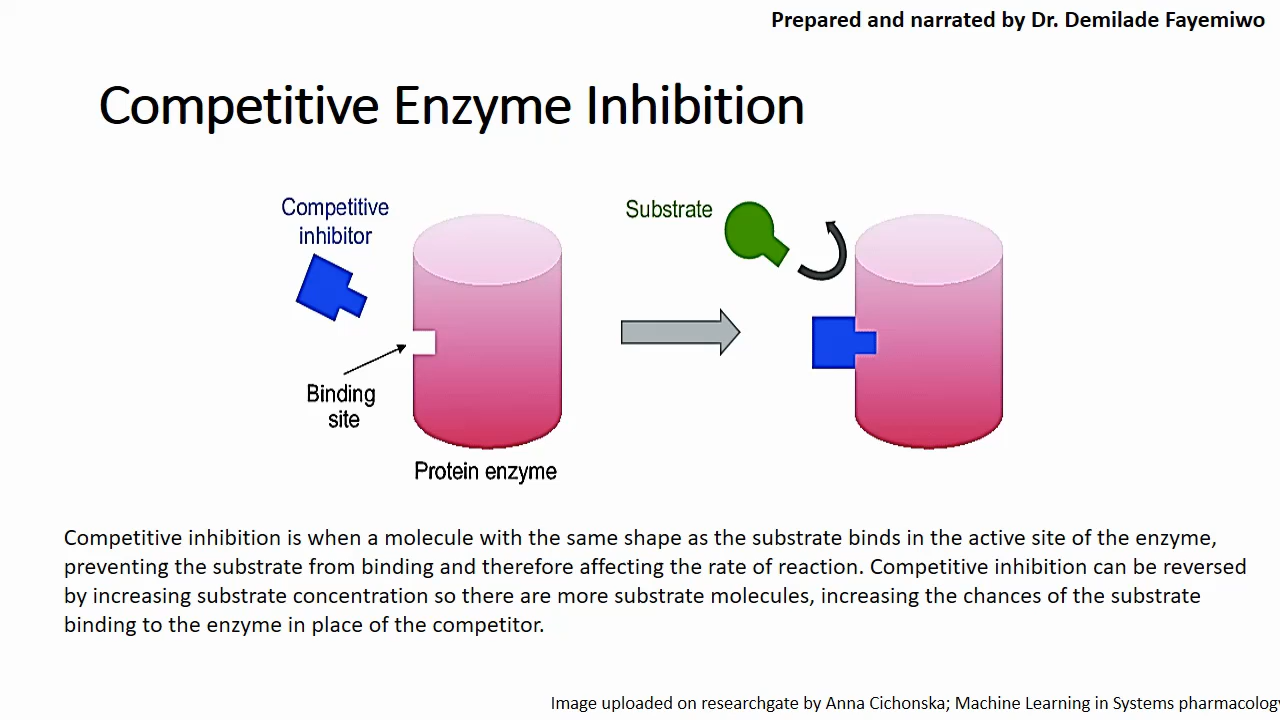 Prepared and narrated by Dr. Demilade Fayemiwo
Competitive Enzyme Inhibition
Competitive
inhibitor
Substrate
Binding
site
Protein enzyme
Competitive inhibition is when a molecule with the same shape as the substrate binds in the active site of the enzyme,
preventing the substrate from binding and therefore affecting the rate of reaction. Competitive inhibition can be reversed
by increasing substrate concentration so there are more substrate molecules, increasing the chances of the substrate
binding to the enzyme in place of the competitor.
Image uploaded on researchgate by Anna Cichonska; Machine Learning in Systems pharmacolog